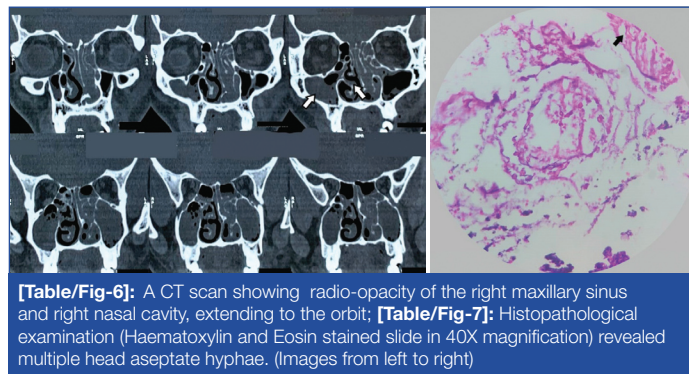 [Table/Fig-6]: A CT scan showing radio-opacity of the right maxillary sinus
and right nasal cavity, extending to the orbit; [Table/Fig-7]: Histopathological
examination (Haematoxylin and Eosin stained slide in 40X magnification) revealed
multiple head aseptate hyphae. (Images from left to right)